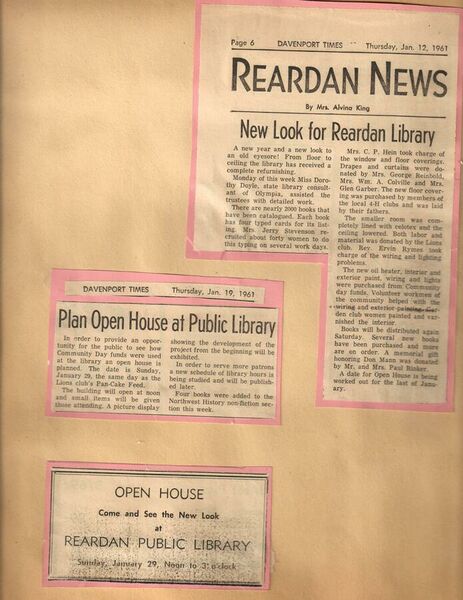 Page 6 DAVENPORT TIMES Thursday, Jan. 12, 1961
REARDAN NEWS
By Mrs. Alvina King
New Look for Reardan Library
A new year and a new look to
an old eyesore! From floor to
ceiling the library has received a
complete refurnishing.
Monday of this week Miss Doro-
thy Doyle, state library consult-
ant of Olympia, assisted the
trustees with detailed work.
There are nearly 2000 books that
have been catalogued. Each book
has four typed cards for its list-
ing. Mrs. Jerry Stevenson re-
cruited about forty women to do
this typing on several work days.
Mrs. C. P. Hein took charge of
the window and floor coverings.
Drapes and curtains were do-
nated by Mrs. George Reinbold,
Mrs. Wm. A. Colville and Mrs.
Glen Garber. The new floor cover-
ing was purchased by members of
the local 4-H clubs and was laid
by their fathers.
The smaller room was com-
pletely lined with celotex and the
ceiling lowered. Both labor and
material was donated by the Lions
club. Rev. Ervin Rymes took
charge of the wiring and lighting
problems.
The new oil heater, interior and
exterior paint, wiring and lights
were purchased from Community
day funds. Volunteer workmen of
the community helped with the
wiring and exterior painting. Gar-
den club women painted and var-
nished the interior.
Books will be distributed again
Saturday. Several new books
have been purchased and more
are on order. A memorial gift
honoring Don Mann was donated
by Mr. and Mrs. Paul Rinker.
A date for Open House is being
worked out for the last of Janu-
ary.
DAVENPORT TIMES Thursday, Jan. 19, 1961
Plan Open House at Public Library
In order to provide an oppor-
tunity for the public to see how
Community Day funds were used
at the library an open house is
planned. The date is Sunday,
January 29, the same day as the
Lions club's Pan-Cake Feed.
The building will open at noon
and small items will be given
those attending. A picture display
showing the development of the
project from the beginning will be
exhibited.
In order to serve more patrons
a new schedule of library hours is
being studied and will be publish-
ed later.
Four books were added to the
Northwest History non-fiction sec-
tion this week.
OPEN HOUSE
Come and See the New Look
at
REARDAN PUBLIC LIBRARY
Sunday, January 29, Noon to 3 o'clock